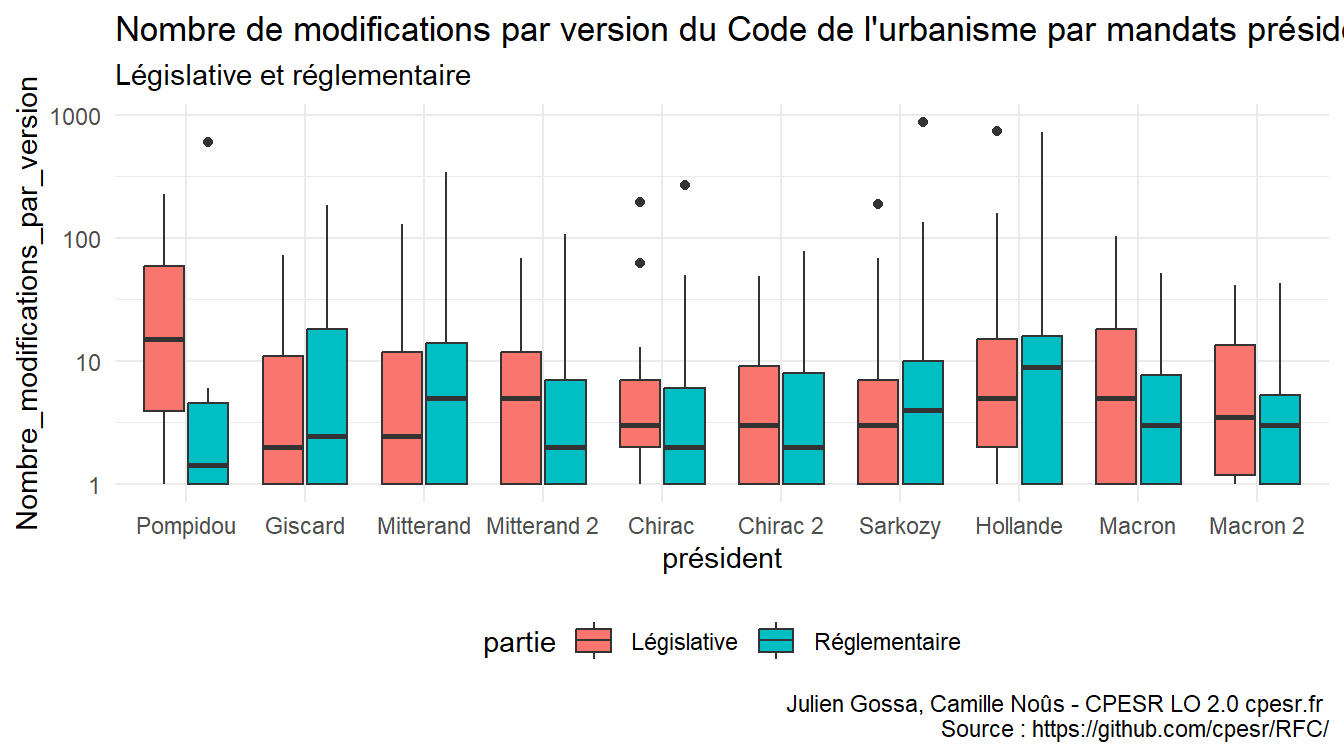 Nombre de modifications par version du Code de l'urbanisme par mandats préside
Législative et réglementaire
Nombre_modifications_par_version
1000
100
10
1
Pompidou Giscard Mitterand Mitterand 2 Chirac Chirac 2 Sarkozy Hollande Macron Macron 2
président
partie Législative Réglementaire
Julien Gossa, Camille Noûs - CPESR LO 2.0 cpesr.fr
Source : https://github.com/cpesr/RFC/